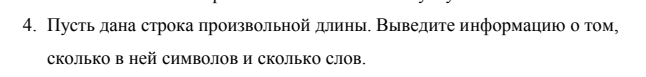 4. Пусть дана строка произвольной длины. Выведите информацию о том,
сколько в ней символов и сколько слов.